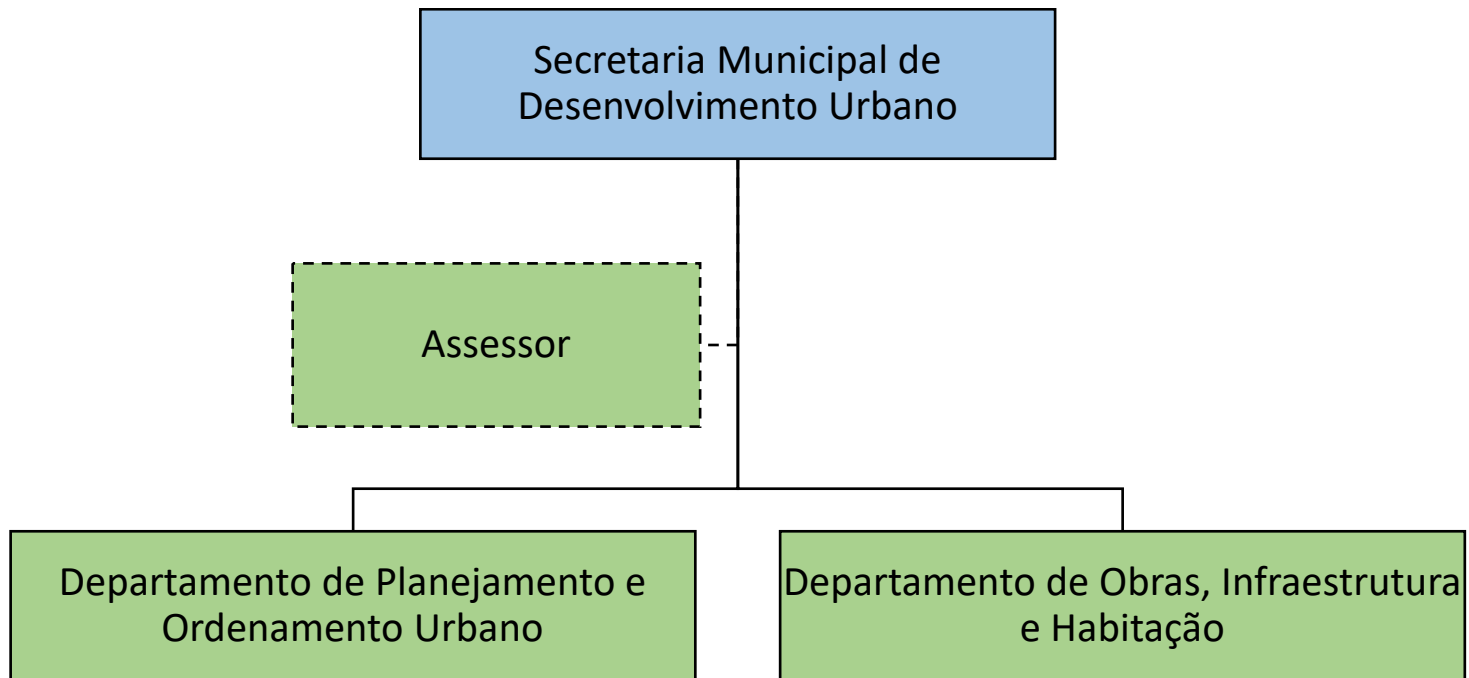 Secretaria Municipal de
Desenvolvimento Urbano
Assessor
Departamento de Planejamento e
Ordenamento Urbano
Departamento de Obras, Infraestrutura
e Habitação